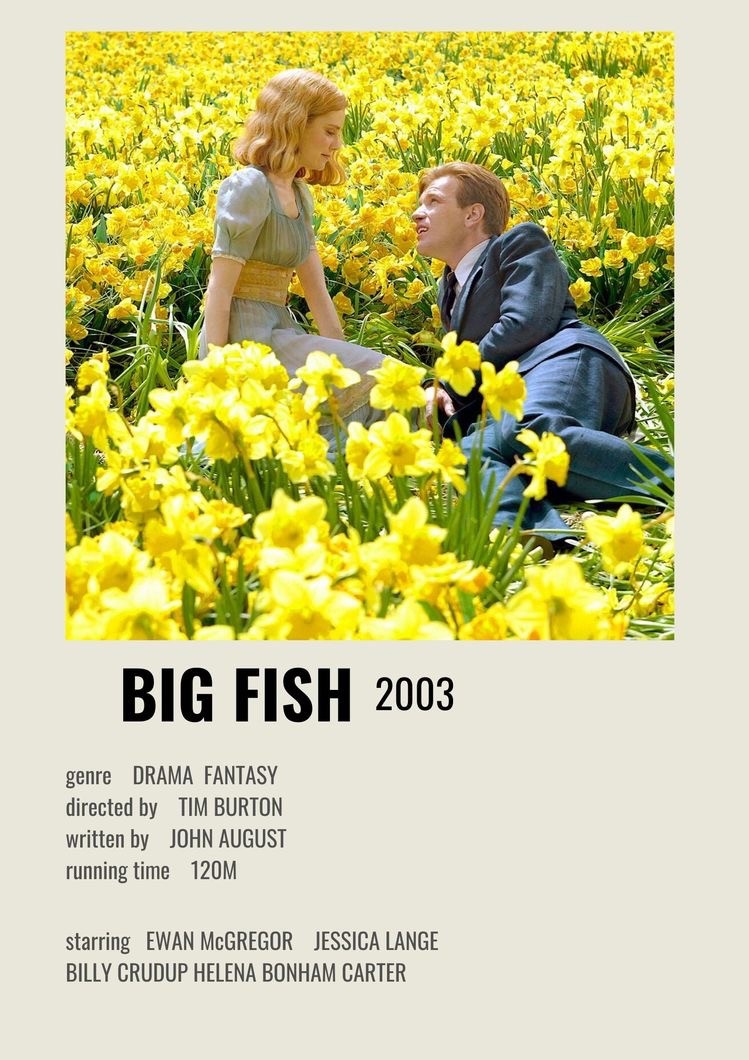 BIG FISH 2003
genre DRAMA FANTASY
directed by TIM BURTON
written by JOHN AUGUST
running time 120M
starring EWAN McGREGOR JESSICA LANGE
BILLY CRUDUP HELENA BONHAM CARTER